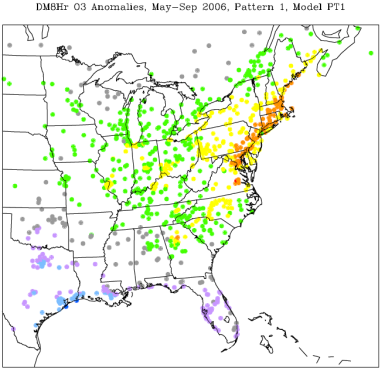 DM8Hr O3 Anomalies, May-Sep 2006, Pattern 1, Model PT1